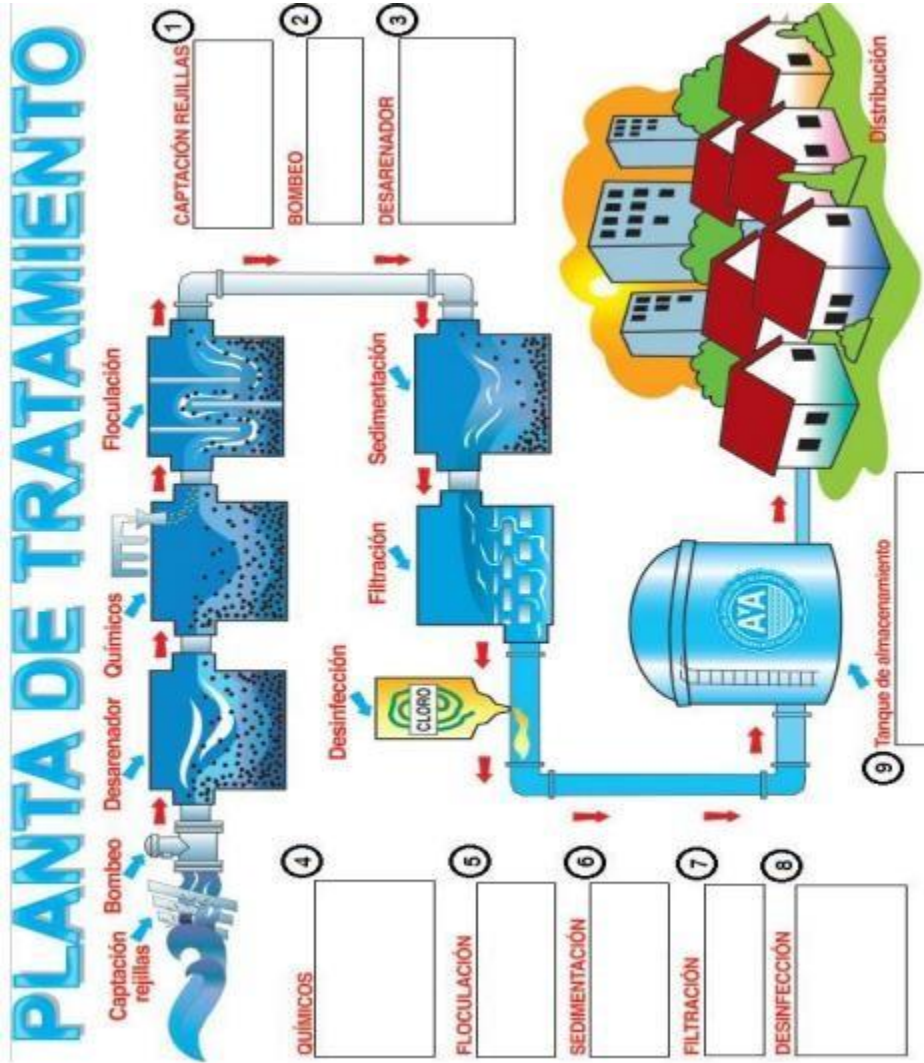 PLANTA DE TRATAMIENTO
Captación
rejillas
Bombeo
Desarenador
Químicos
Floculación
1
CAPTACIÓN REJILLAS
2
BOMBEO
3
DESARENADOR
Desinfección
CLORO
Filtración
Sedimentación
4
QUÍMICOS
5
FLOCULACIÓN
6
SEDIMENTACIÓN
7
FILTRACIÓN
8
DESINFECCIÓN
AYA
9
Tanque de almacenamiento
Distribución